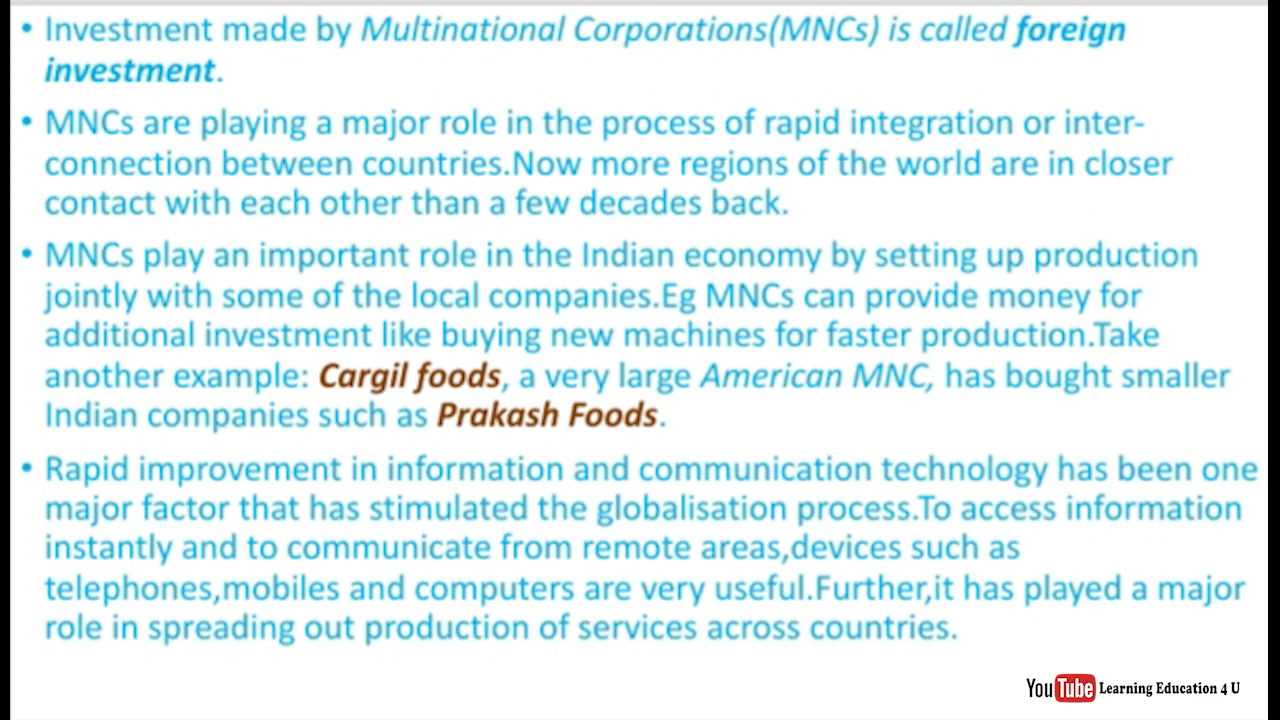 • Investment made by Multinational Corporations(MNCs) is called foreign
investment.
• MNCs are playing a major role in the process of rapid integration or inter-
connection between countries.Now more regions of the world are in closer
contact with each other than a few decades back.
• MNCs play an important role in the Indian economy by setting up production
jointly with some of the local companies.Eg MNCs can provide money for
additional investment like buying new machines for faster production.Take
another example: Cargil foods, a very large American MNC, has bought smaller
Indian companies such as Prakash Foods.
• Rapid improvement in information and communication technology has been one
major factor that has stimulated the globalisation process.To access information
instantly and to communicate from remote areas,devices such as
telephones,mobiles and computers are very useful.Further,it has played a major
role in spreading out production of services across countries.
YouTube Learning Education 4 U